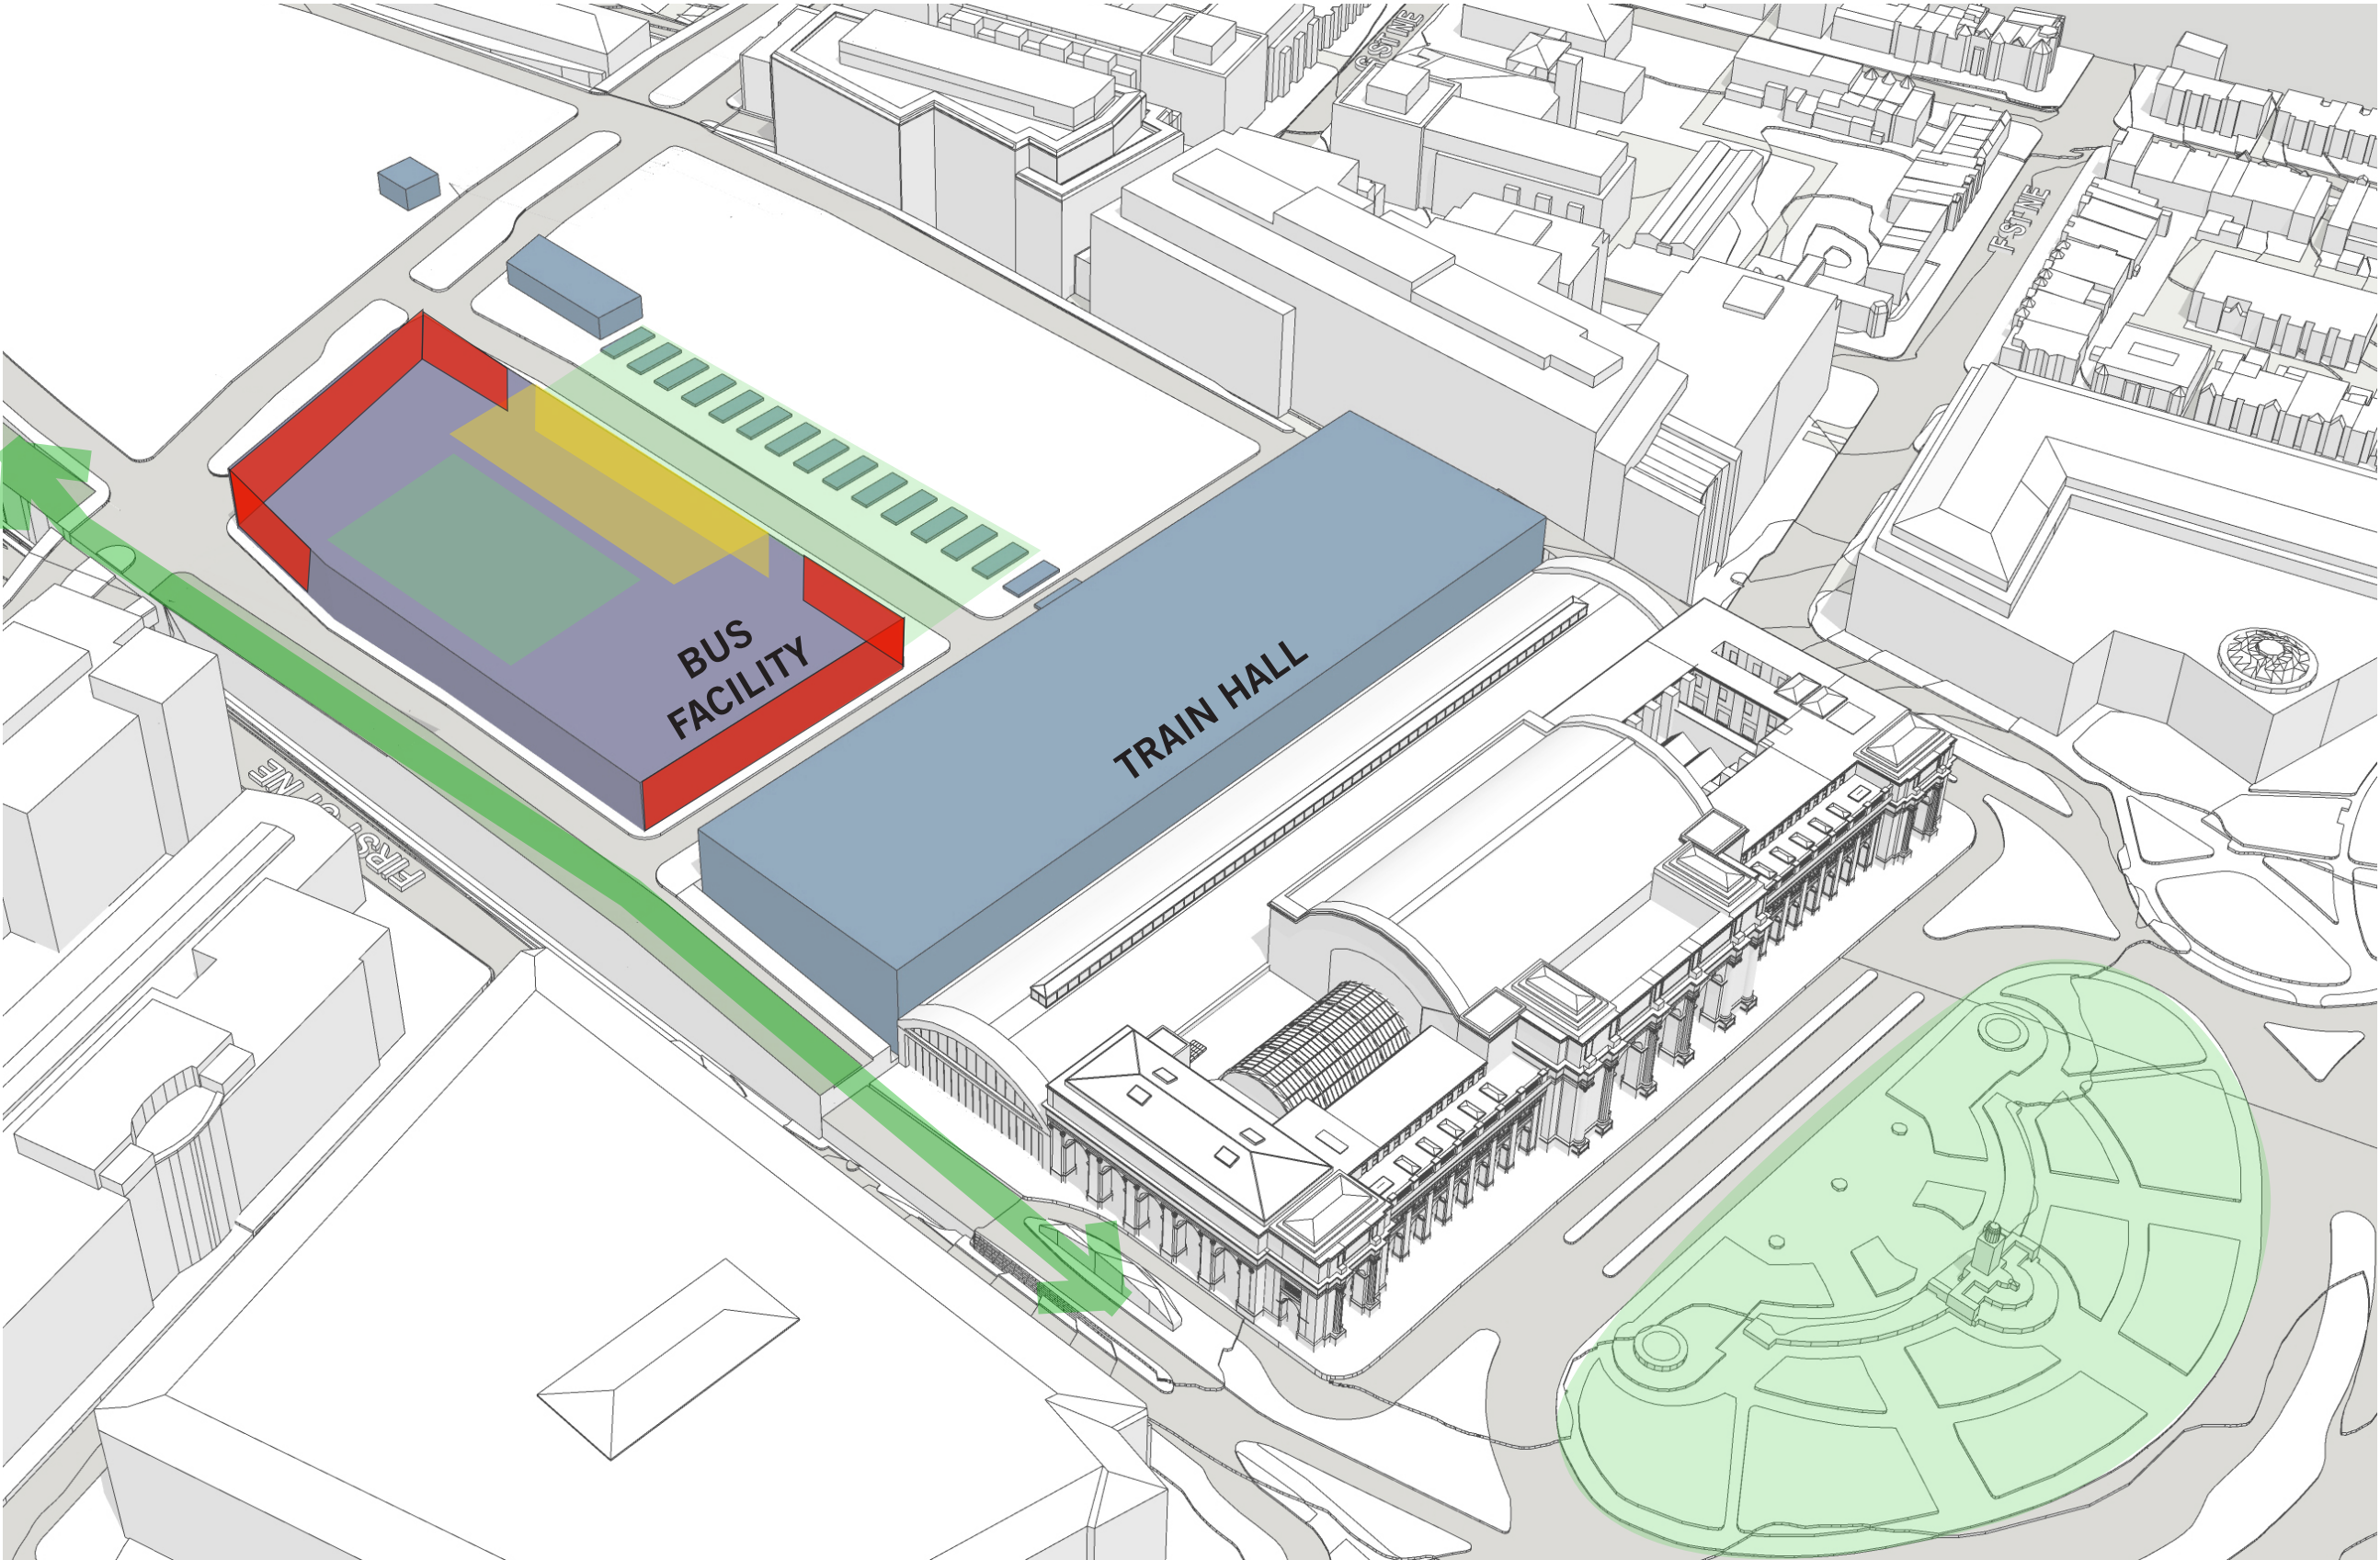 G ST NE
F ST NE
BUS
FACILITY
TRAIN HALL
FIRST ST NE